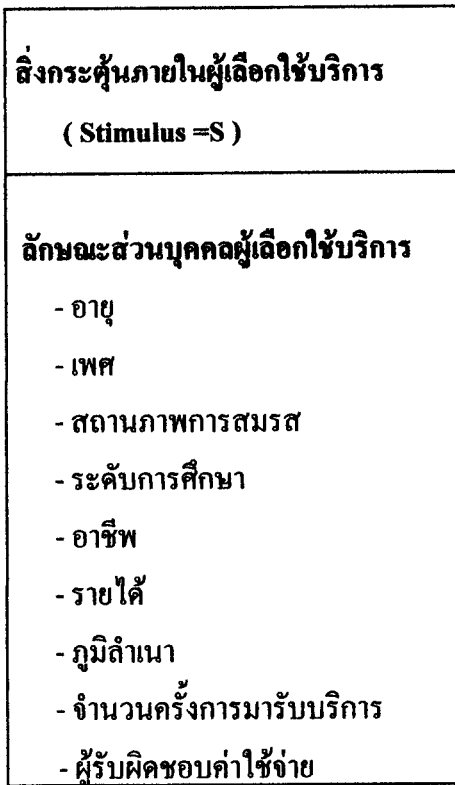 สิ่งกระตุ้นภายในผู้เลือกใช้บริการ
( Stimulus =S )
ลักษณะส่วนบุคคลผู้เลือกใช้บริการ
- อายุ
- เพศ
- สถานภาพการสมรส
- ระดับการศึกษา
- อาชีพ
- รายได้
- ภูมิลำเนา
- จำนวนครั้งการมารับบริการ
- ผู้รับผิดชอบค่าใช้จ่าย